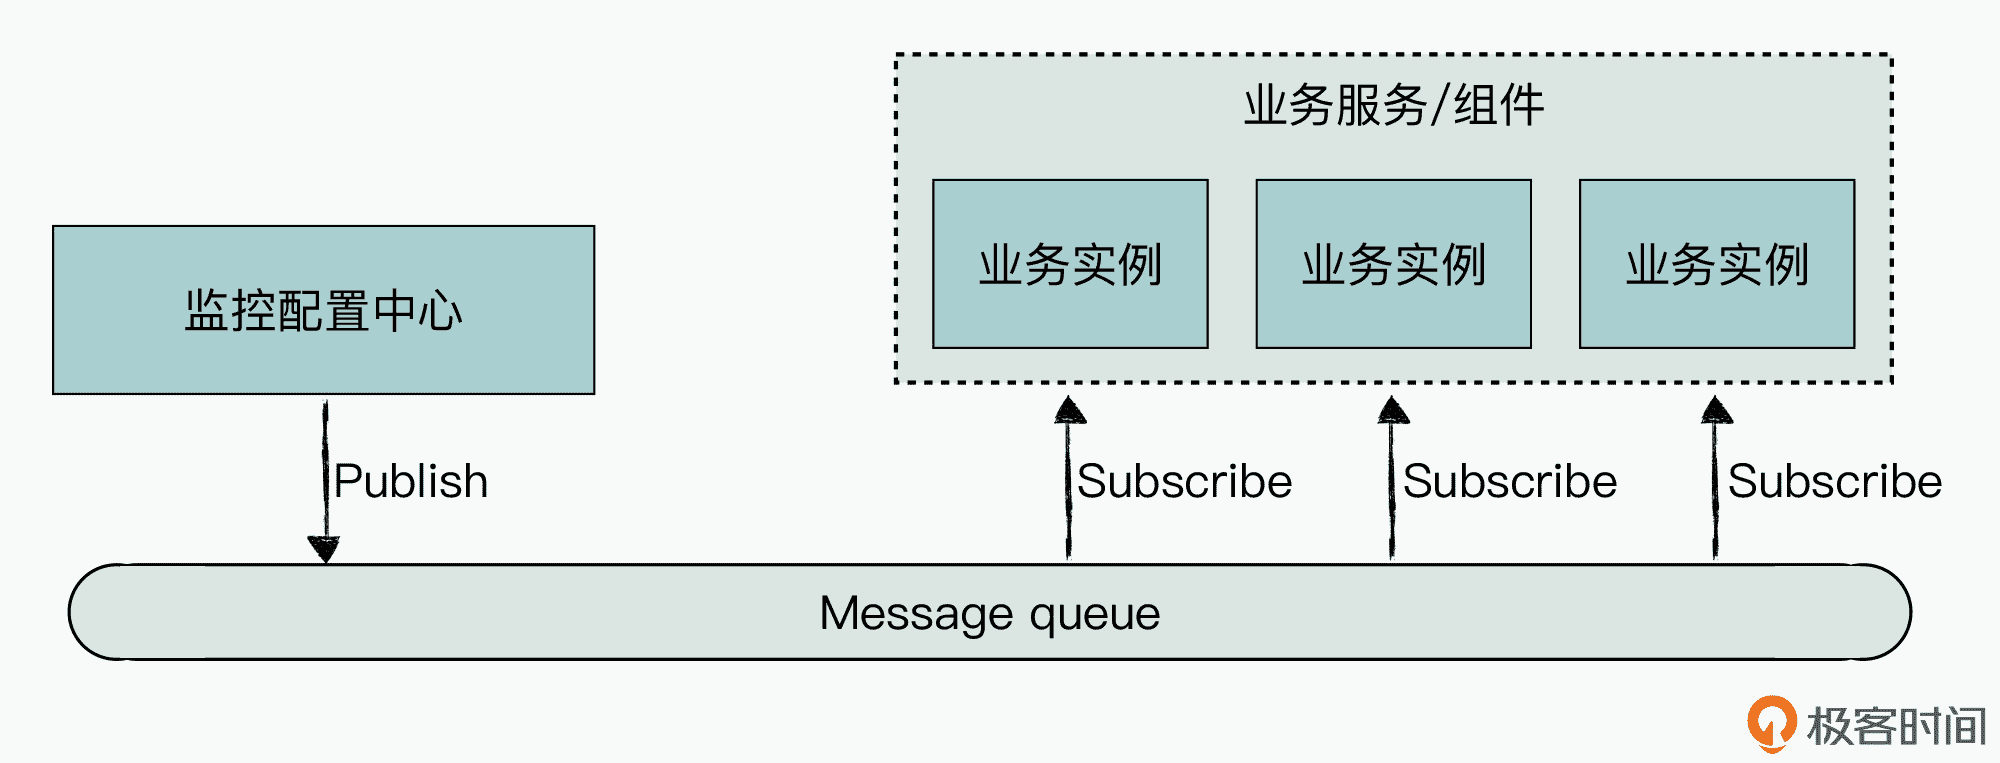 业务服务/组件
监控配置中心
业务实例
业务实例
业务实例
Publish
Subscribe
Subscribe
Subscribe
Message queue
极客时间